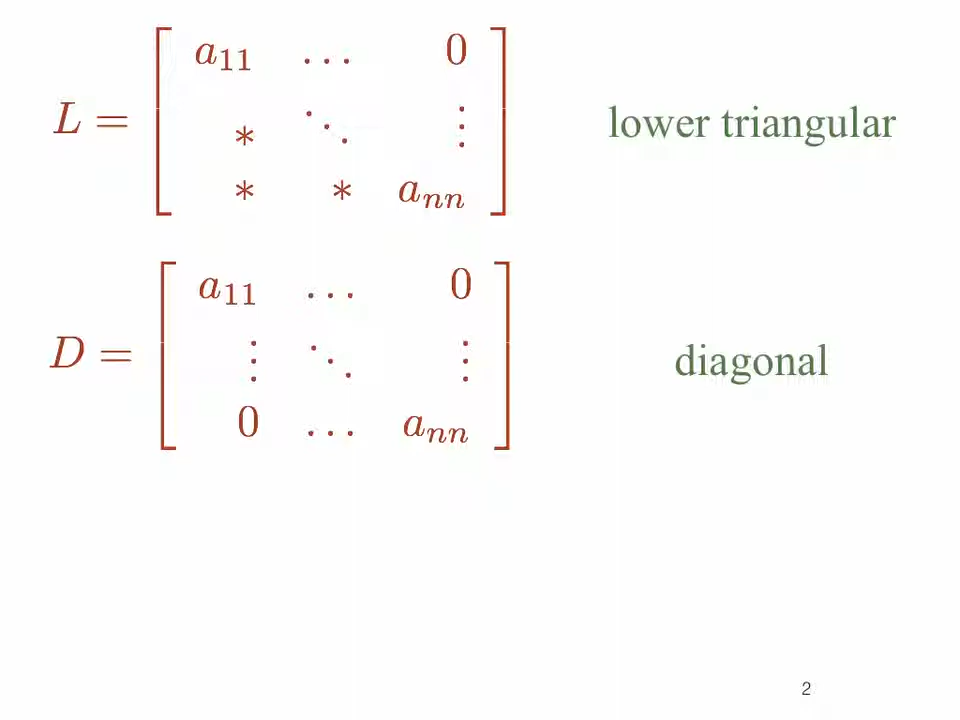 a₁₁ … 0
L = * ⋱ ⋮ lower triangular
* * aₙₙ
a₁₁ … 0
D = ⋮ ⋱ ⋮ diagonal
0 … aₙₙ
2